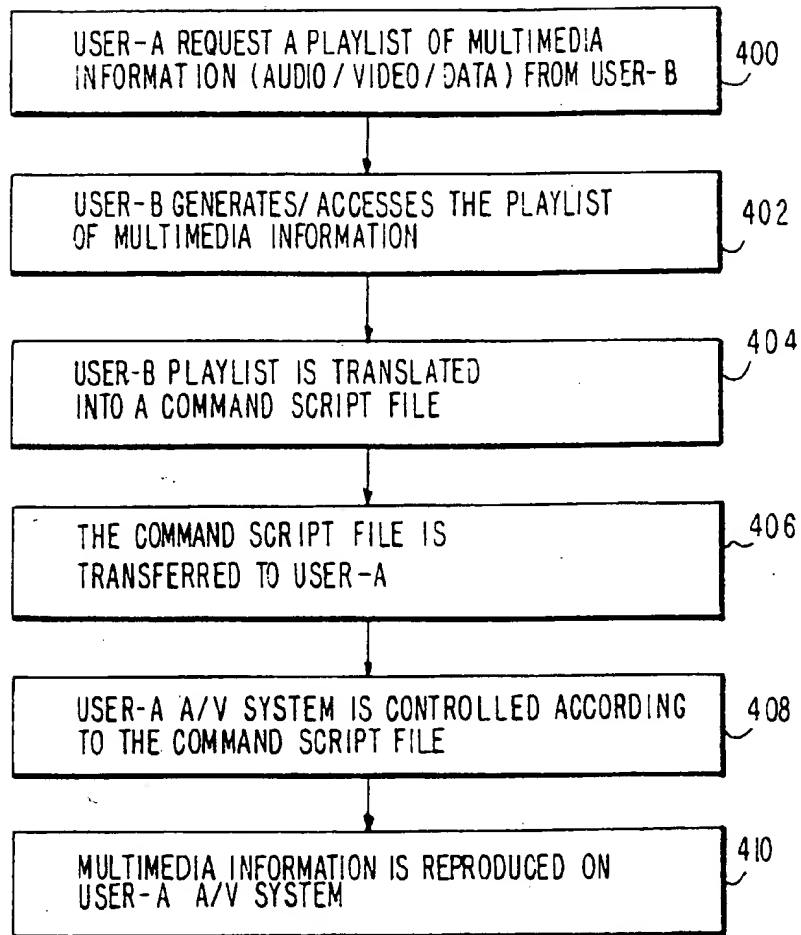 USER-A REQUEST A PLAYLIST OF MULTIMEDIA
INFORMATION (AUDIO/VIDEO/DATA) FROM USER-B
400
USER-B GENERATES/ACCESSES THE PLAYLIST
OF MULTIMEDIA INFORMATION
402
USER-B PLAYLIST IS TRANSLATED
INTO A COMMAND SCRIPT FILE
404
THE COMMAND SCRIPT FILE IS
TRANSFERRED TO USER-A
406
USER-A A/V SYSTEM IS CONTROLLED ACCORDING
TO THE COMMAND SCRIPT FILE
408
MULTIMEDIA INFORMATION IS REPRODUCED ON
USER-A A/V SYSTEM
410